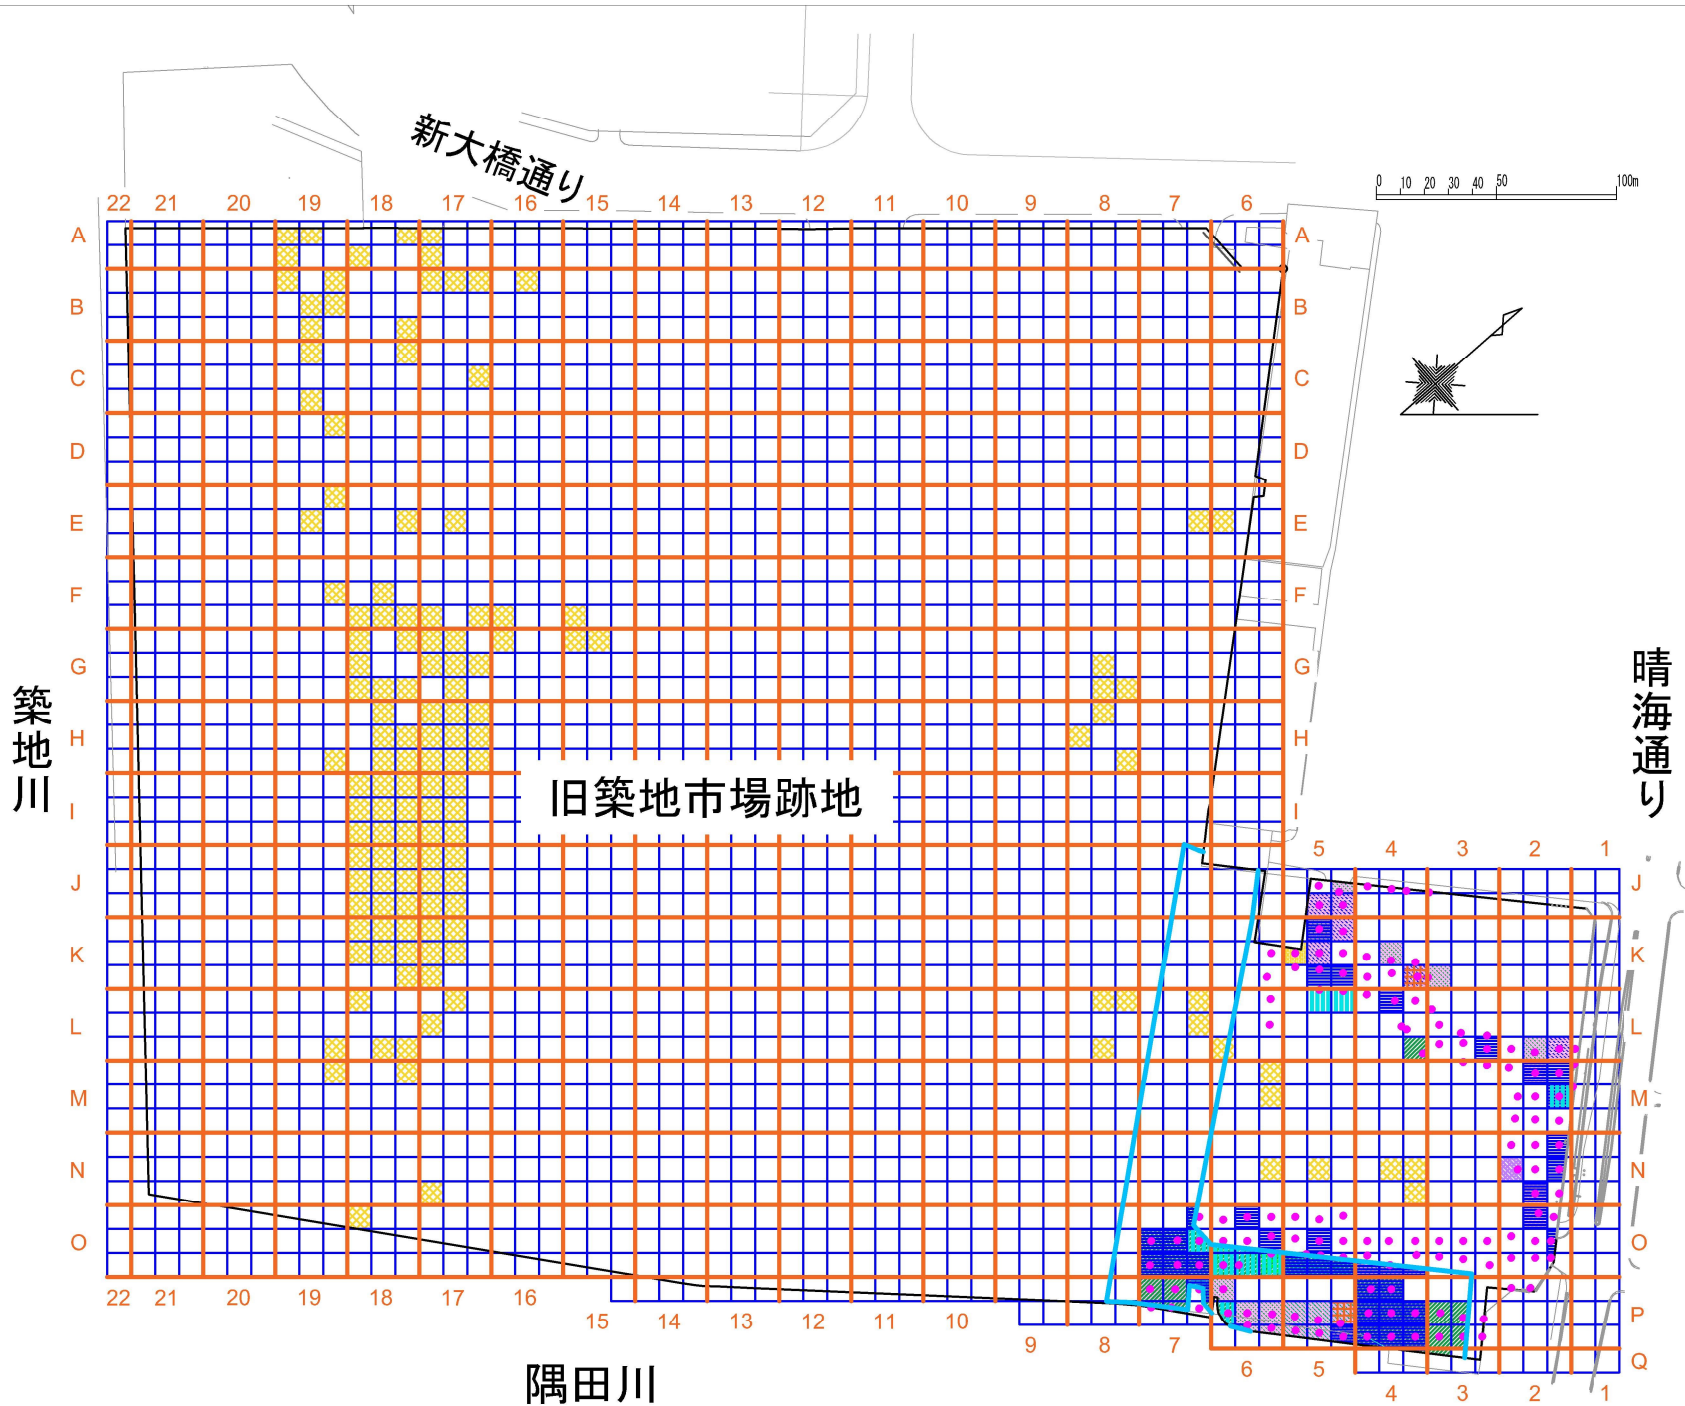 新大橋通り
0 10 20 30 40 50 100m
22 21 20 19 18 17 16 15 14 13 12 11 10 9 8 7 6
A A
B B
C C
D D
E E
F F
G G
築地川
晴海通り
H H
旧築地市場跡地
I I
5 4 3 2 1
J J
K K
L L
M M
N N
O O
22 21 20 19 18 17 16
15 14 13 12 11 10 P
9 8 7
6 5 Q
4 3 2 1
隅田川